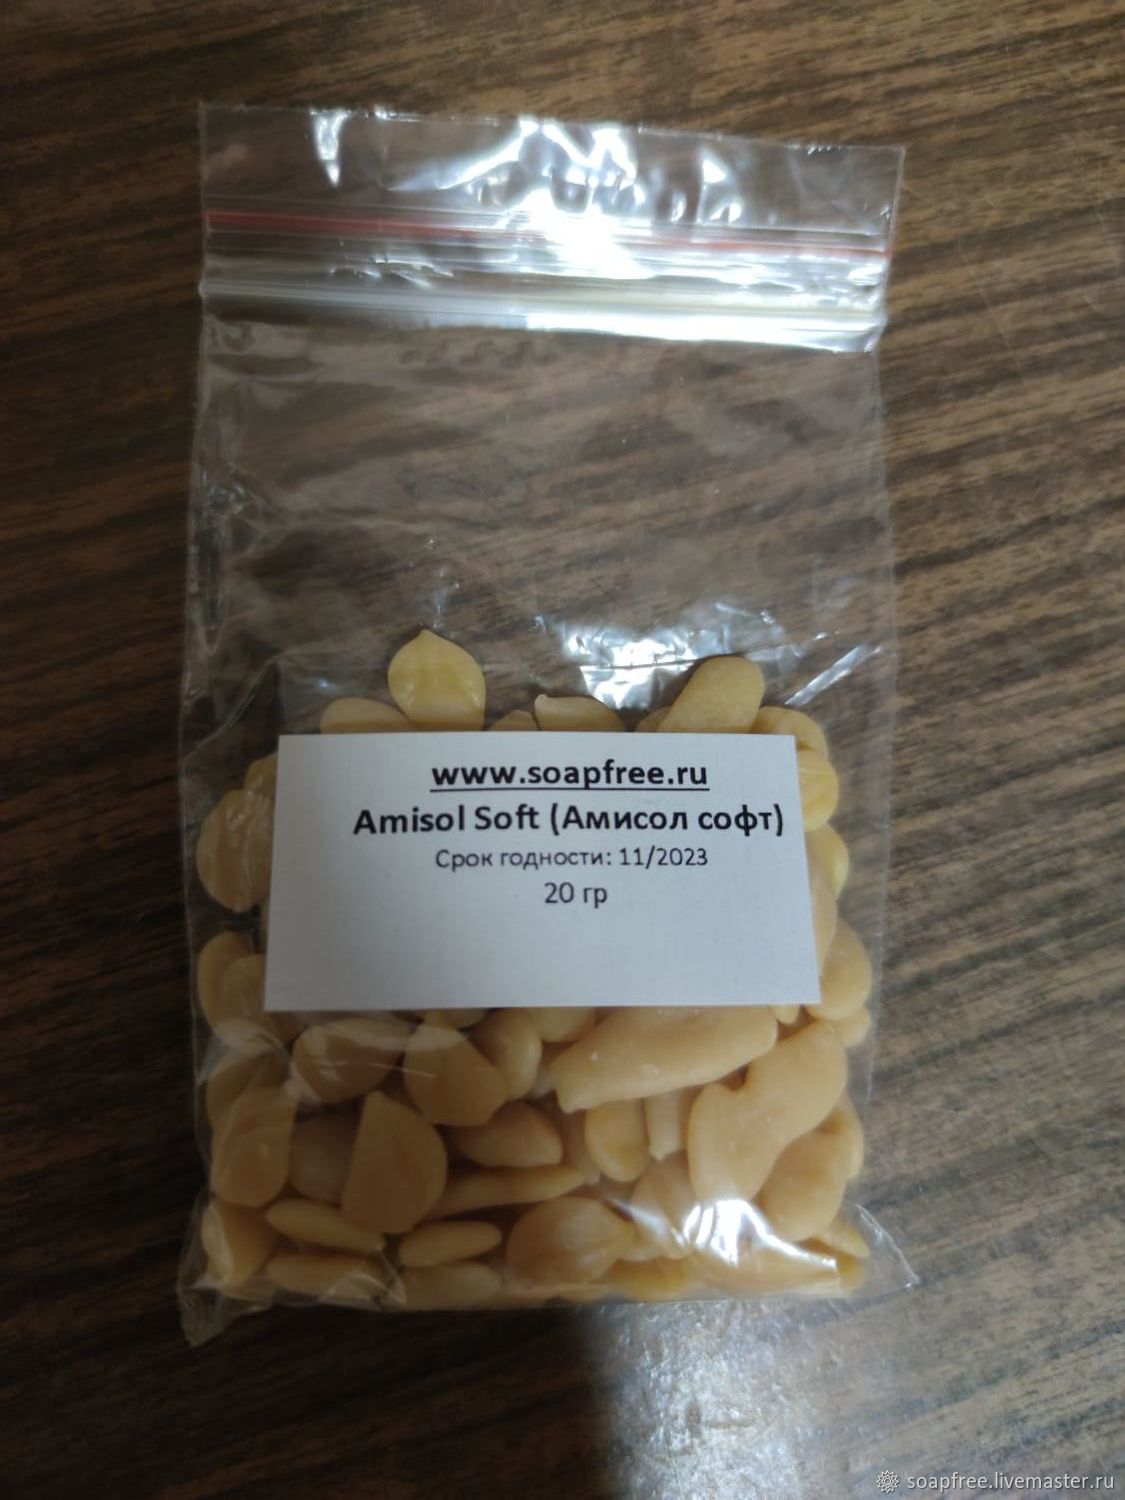 www.soapfree.ru
Amisol Soft (Амисол софт)
Срок годности: 11/2023
20 гр
soapfree.livemaster.ru